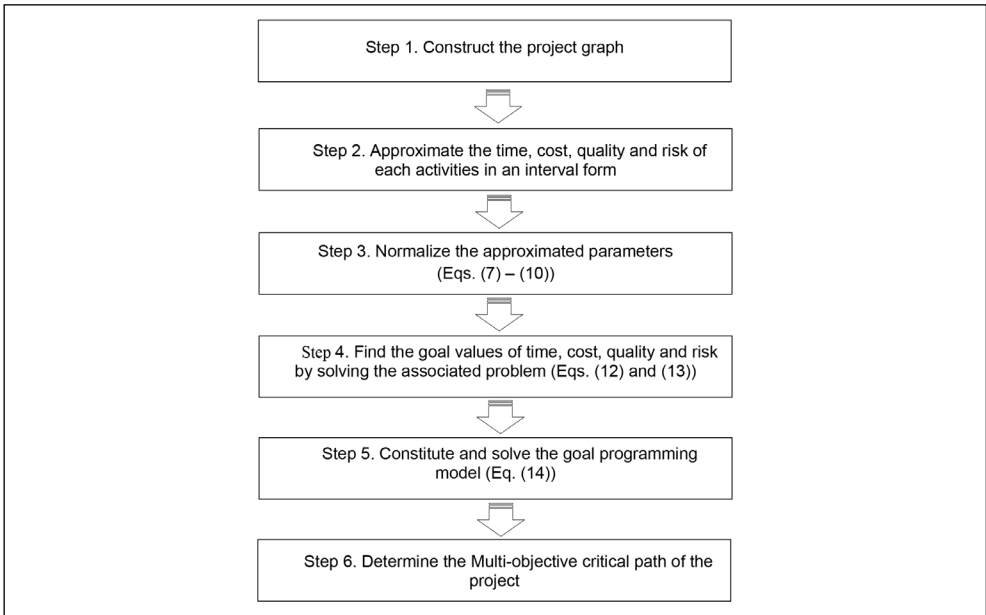 Step 1. Construct the project graph
Step 2. Approximate the time, cost, quality and risk of
each activities in an interval form
Step 3. Normalize the approximated parameters
(Eqs. (7) – (10))
Step 4. Find the goal values of time, cost, quality and risk
by solving the associated problem (Eqs. (12) and (13))
Step 5. Constitute and solve the goal programming
model (Eq. (14))
Step 6. Determine the Multi-objective critical path of the
project